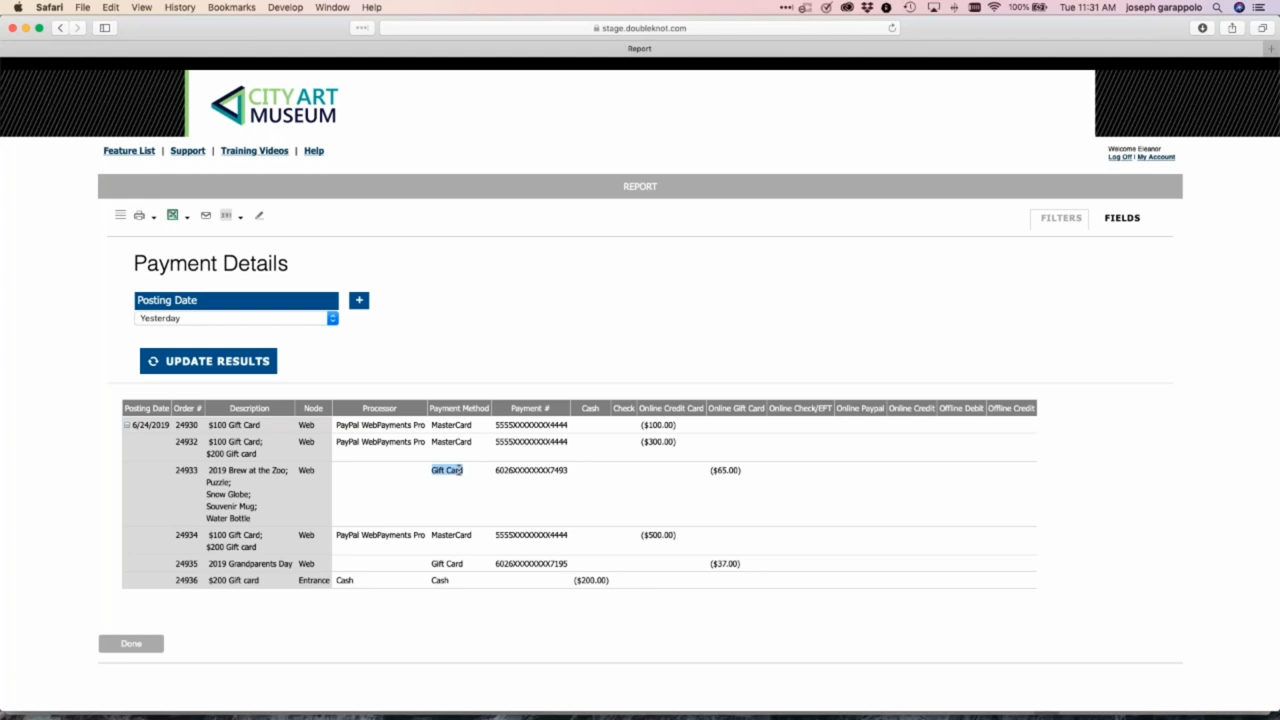 Safari File Edit View History Bookmarks Develop Window Help 100% Tue 11:31 AM joseph garappolo
stage.doubleknot.com
Report
CITY ART
MUSEUM
Feature List | Support | Training Videos | Help
Welcome Eleanor
Log Off | My Account
REPORT
FILTERS FIELDS
Payment Details
Posting Date +
Yesterday
UPDATE RESULTS
Posting Date Order # Description Node Processor Payment Method Payment # Cash Check Online Credit Card Online Gift Card Online Check/EFT Online Paypal Online Credit Offline Debit Offline Credit
6/24/2019 24930 $100 Gift Card Web PayPal WebPayments Pro MasterCard 5555XXXXXXXX4444 ($100.00)
24932 $100 Gift Card; Web PayPal WebPayments Pro MasterCard 5555XXXXXXXX4444 ($300.00)
$200 Gift card
24933 2019 Brew at the Zoo; Web Gift Card 6026XXXXXXXX7493 ($65.00)
Puzzle;
Snow Globe;
Souvenir Mug;
Water Bottle
24934 $100 Gift Card; Web PayPal WebPayments Pro MasterCard 5555XXXXXXXX4444 ($500.00)
$200 Gift card
24935 2019 Grandparents Day Web Gift Card 6026XXXXXXXX7195 ($37.00)
24936 $200 Gift card Entrance Cash Cash ($200.00)
Done